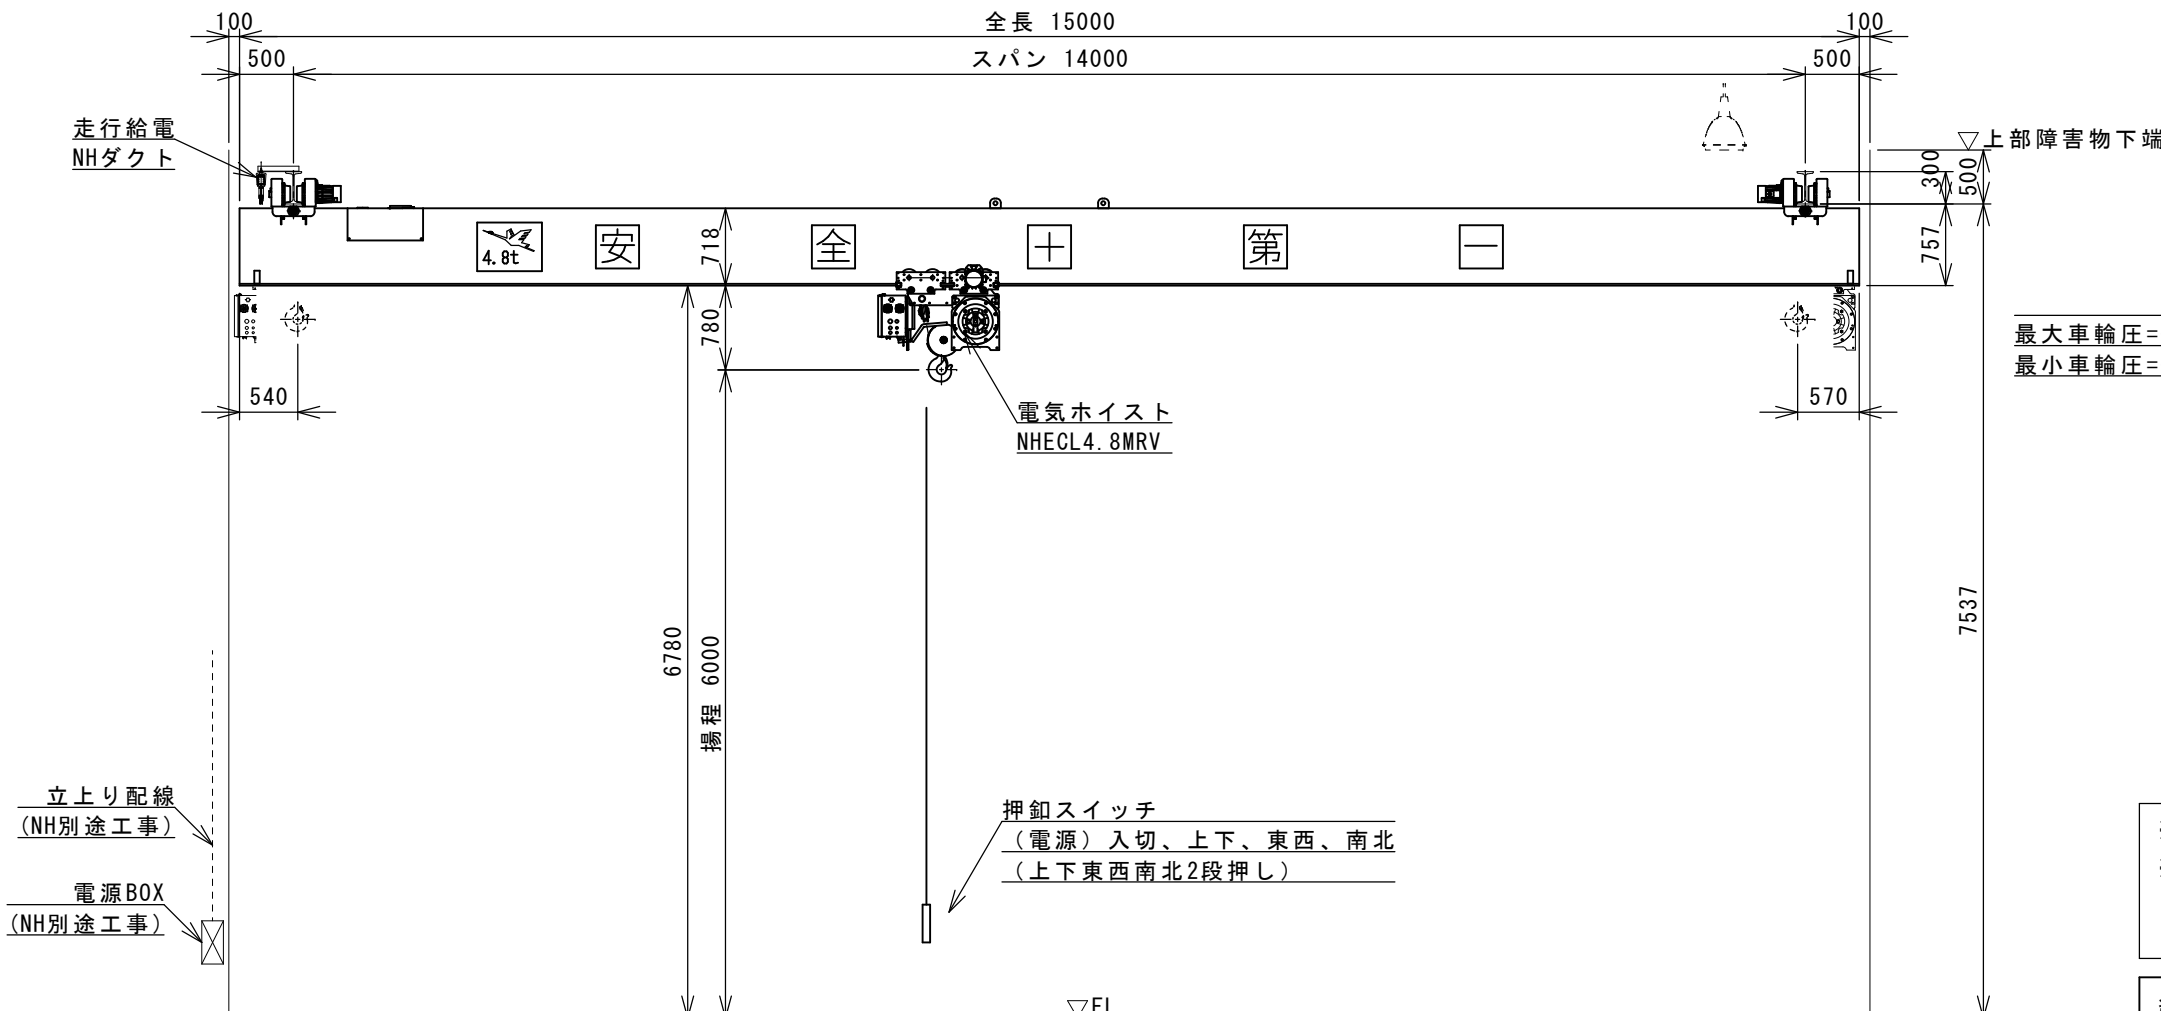 100
全長 15000
100
500
スパン 14000
500
走行給電
NHダクト
上部障害物下端
300
500
4.8t
安
全
十
第
一
718
757
780
最大車輪圧=
最小車輪圧=
540
570
電気ホイスト
NHECL4.8MRV
7537
6780
揚程 6000
立上り配線
(NH別途工事)
押釦スイッチ
(電源)入切、上下、東西、南北
(上下東西南北2段押し)
電源BOX
(NH別途工事)